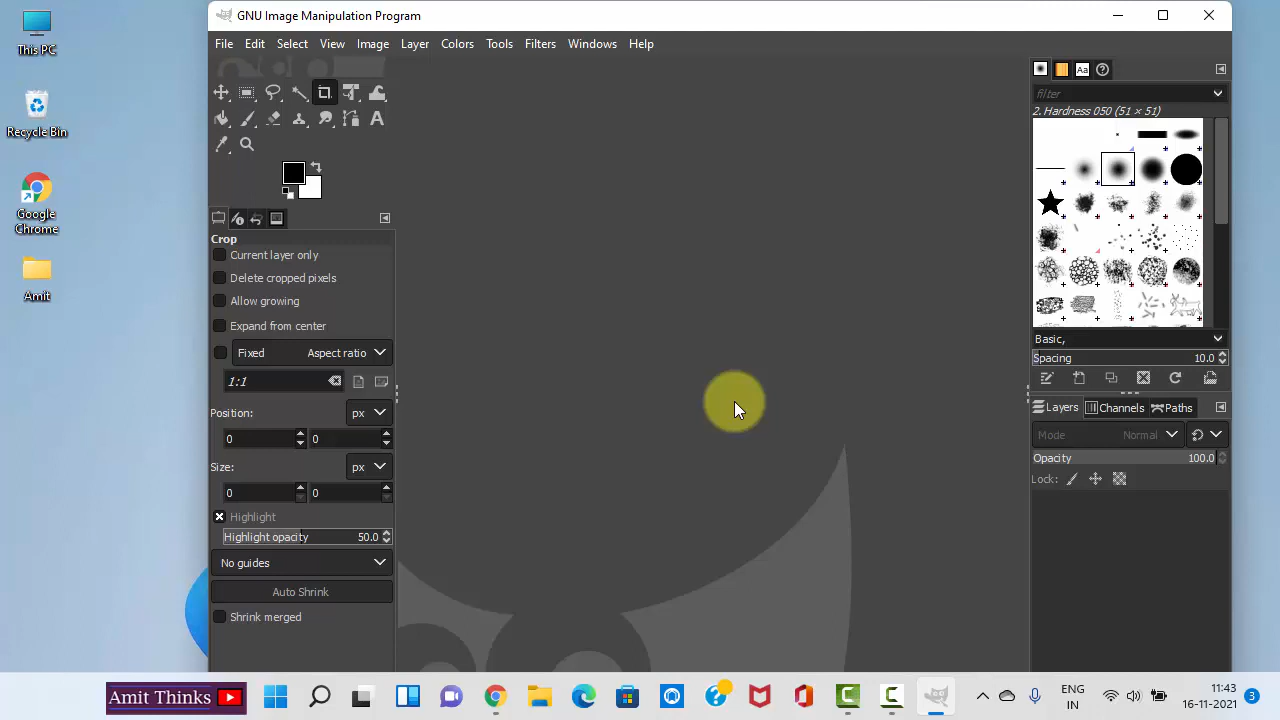 This PC
Recycle Bin
Google
Chrome
Amit
GNU Image Manipulation Program
File Edit Select View Image Layer Colors Tools Filters Windows Help
Crop
Current layer only
Delete cropped pixels
Allow growing
Expand from center
Fixed Aspect ratio
1:1
Position: px
0 0
Size: px
0 0
Highlight
Highlight opacity 50.0
No guides
Auto Shrink
Shrink merged
Aa
filter
2. Hardness 050 (51 × 51)
Basic,
Spacing 10.0
Layers Channels Paths
Mode Normal
Opacity 100.0
Lock:
Amit Thinks
ENG
IN
11:43
16-11-2021
3